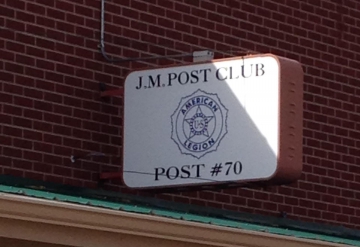 J.M. POST CLUB
AMERICAN
U.S.
LEGION
POST #70